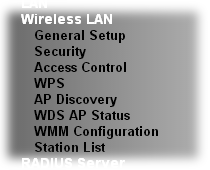 LAN
Wireless LAN
General Setup
Security
Access Control
WPS
AP Discovery
WDS AP Status
WMM Configuration
Station List
RADIUS Server